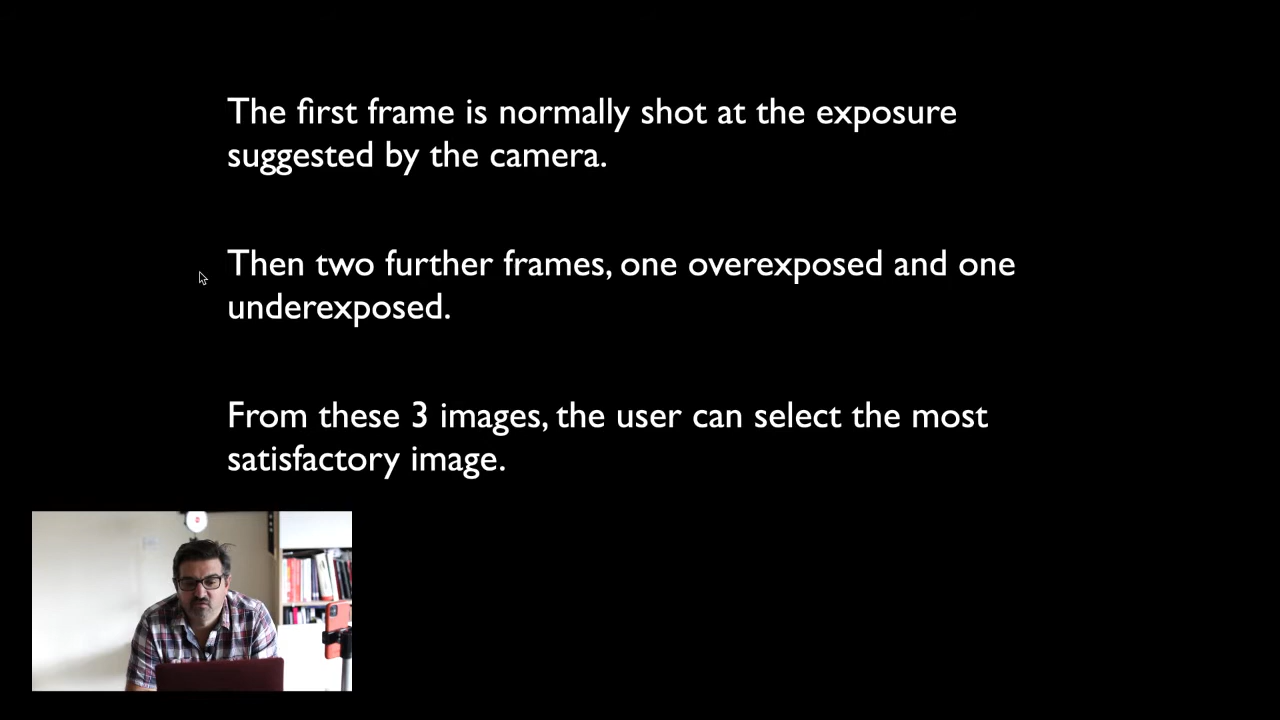 The first frame is normally shot at the exposure
suggested by the camera.
Then two further frames, one overexposed and one
underexposed.
From these 3 images, the user can select the most
satisfactory image.